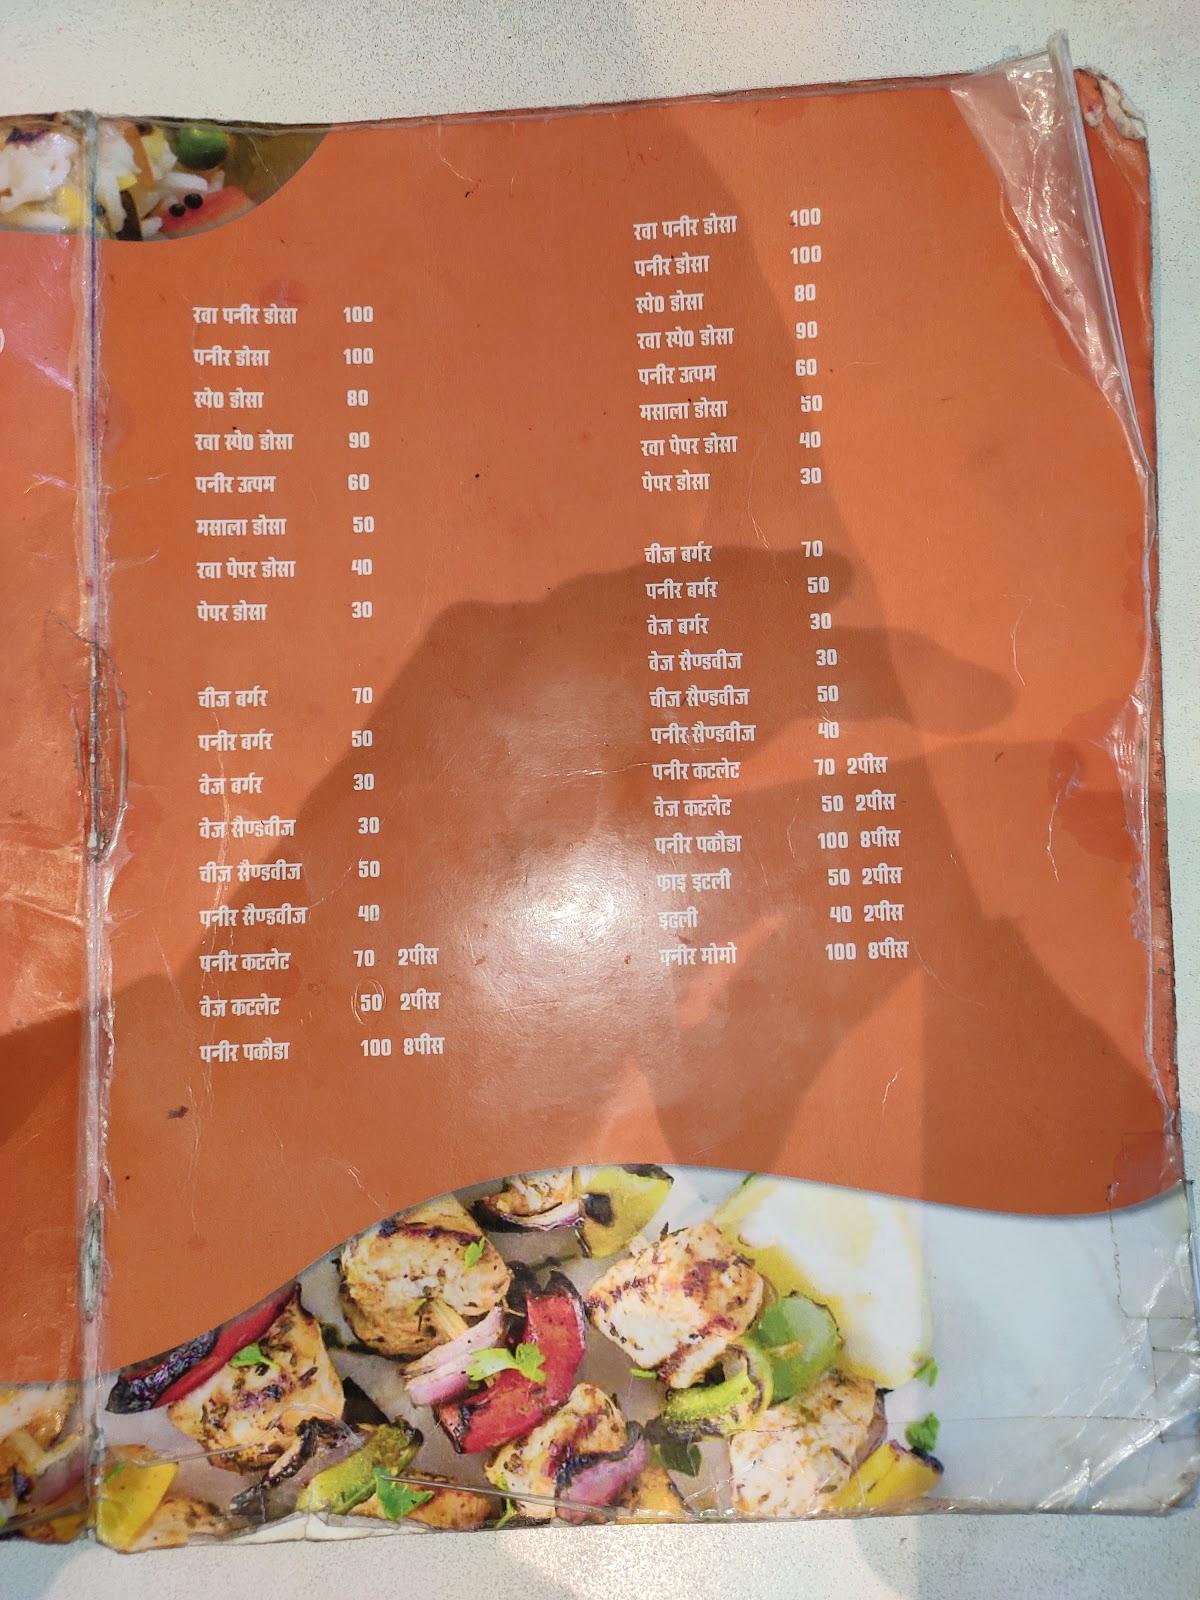 रवा पनीर डोसा 100
पनीर डोसा 100
स्पे0 डोसा 80
रवा स्पे0 डोसा 90
पनीर उत्पम 60
मसाला डोसा 50
रवा पेपर डोसा 40
पेपर डोसा 30
चीज बर्गर 70
पनीर बर्गर 50
वेज बर्गर 30
वेज सैण्डवीज 30
चीज सैण्डवीज 50
पनीर सैण्डवीज 40
पनीर कटलेट 70 2पीस
वेज कटलेट 50 2पीस
पनीर पकौडा 100 8पीस
रवा पनीर डोसा 100
पनीर डोसा 100
स्पे0 डोसा 80
रवा स्पे0 डोसा 90
पनीर उत्पम 60
मसाला डोसा 50
रवा पेपर डोसा 40
पेपर डोसा 30
चीज बर्गर 70
पनीर बर्गर 50
वेज बर्गर 30
वेज सैण्डवीज 30
चीज सैण्डवीज 50
पनीर सैण्डवीज 40
पनीर कटलेट 70 2पीस
वेज कटलेट 50 2पीस
पनीर पकौडा 100 8पीस
फाइ इटली 50 2पीस
इटली 40 2पीस
पनीर मोमो 100 8पीस